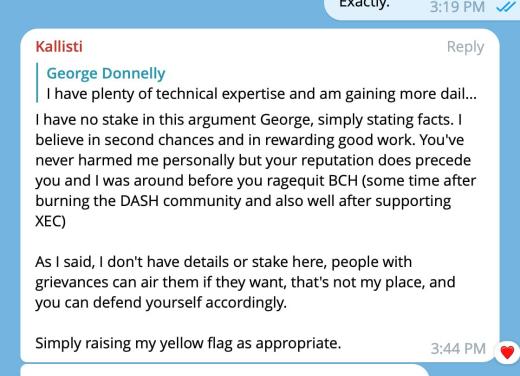 Exactly.
3:19 PM
Kallisti
Reply
George Donnelly
I have plenty of technical expertise and am gaining more dail...
I have no stake in this argument George, simply stating facts. I
believe in second chances and in rewarding good work. You've
never harmed me personally but your reputation does precede
you and I was around before you ragequit BCH (some time after
burning the DASH community and also well after supporting
XEC)
As I said, I don't have details or stake here, people with
grievances can air them if they want, that's not my place, and
you can defend yourself accordingly.
Simply raising my yellow flag as appropriate.
3:44 PM